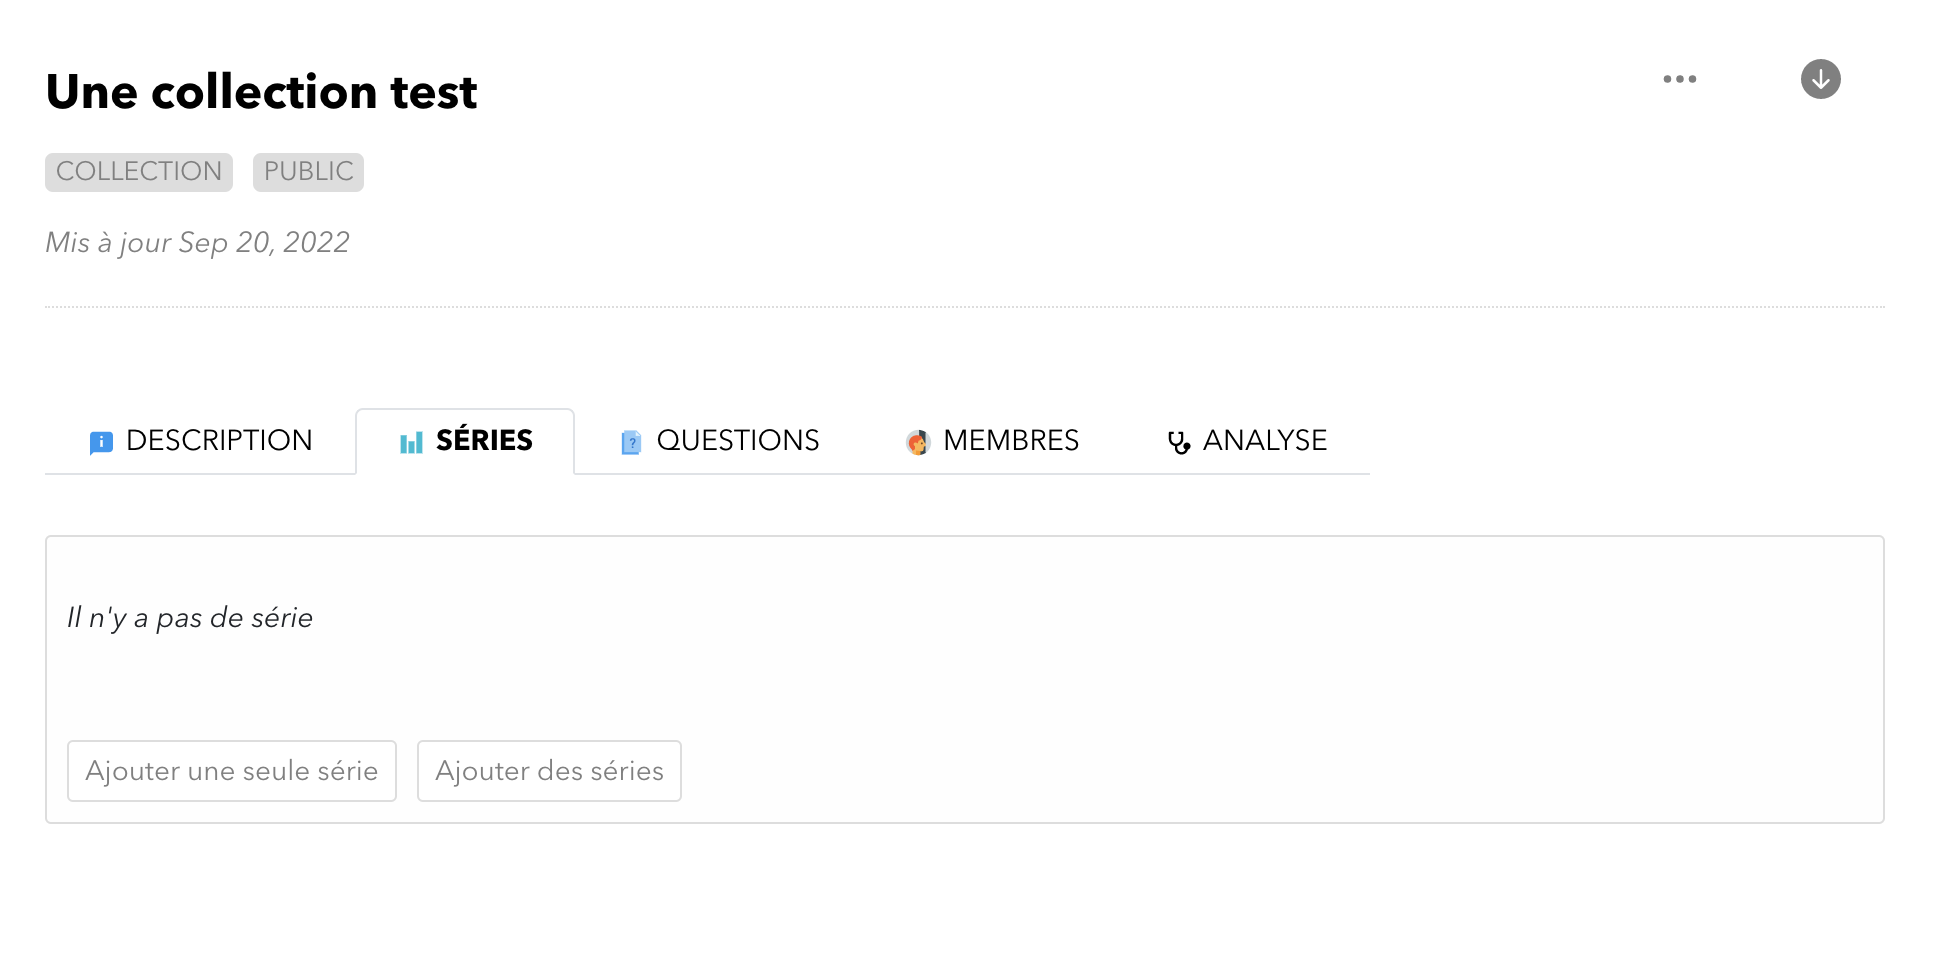 Une collection test
COLLECTION PUBLIC
Mis à jour Sep 20, 2022
DESCRIPTION SÉRIES QUESTIONS MEMBRES ANALYSE
Il n'y a pas de série
Ajouter une seule série Ajouter des séries